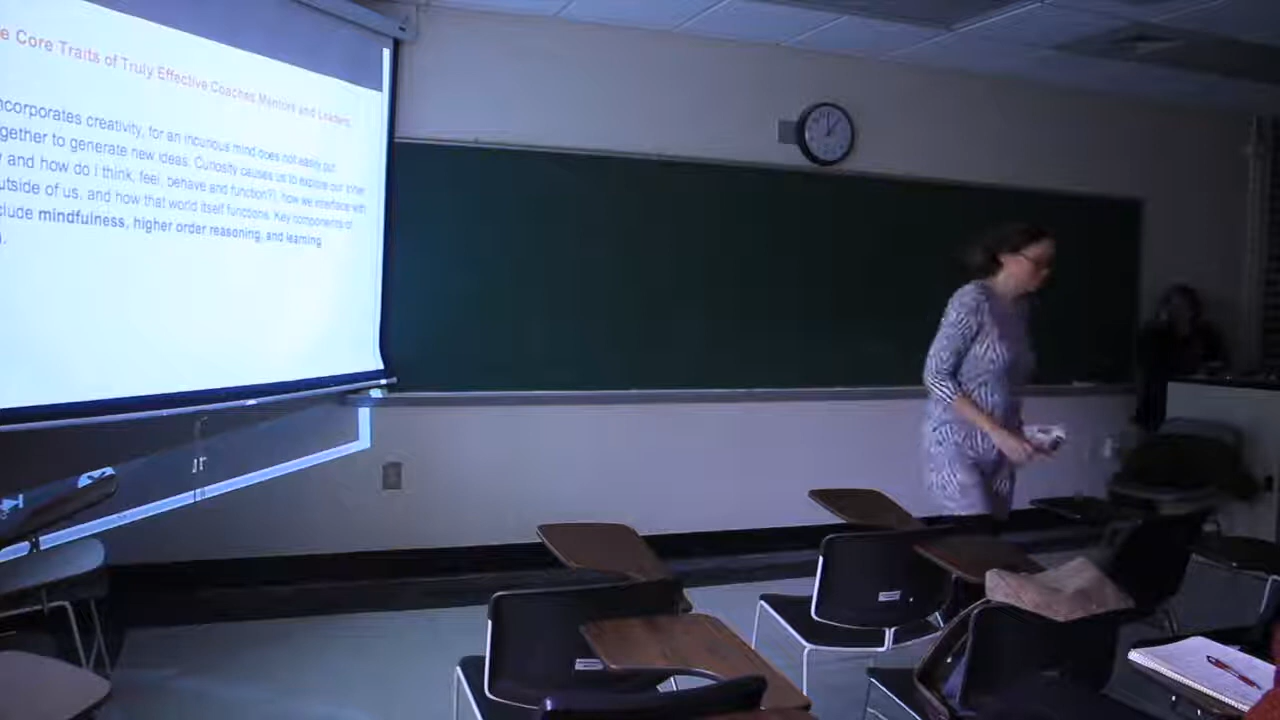 e Core Traits of Truly Effective Coaches Mentors and Leaders:
ncorporates creativity, for an incurious mind does not easily put
gether to generate new ideas. Curiosity causes us to explore our inner
and how do i think, feel, behave and function?), how we interface with
utside of us, and how that world itself functions. Key components of
clude mindfulness, higher order reasoning, and learning
).